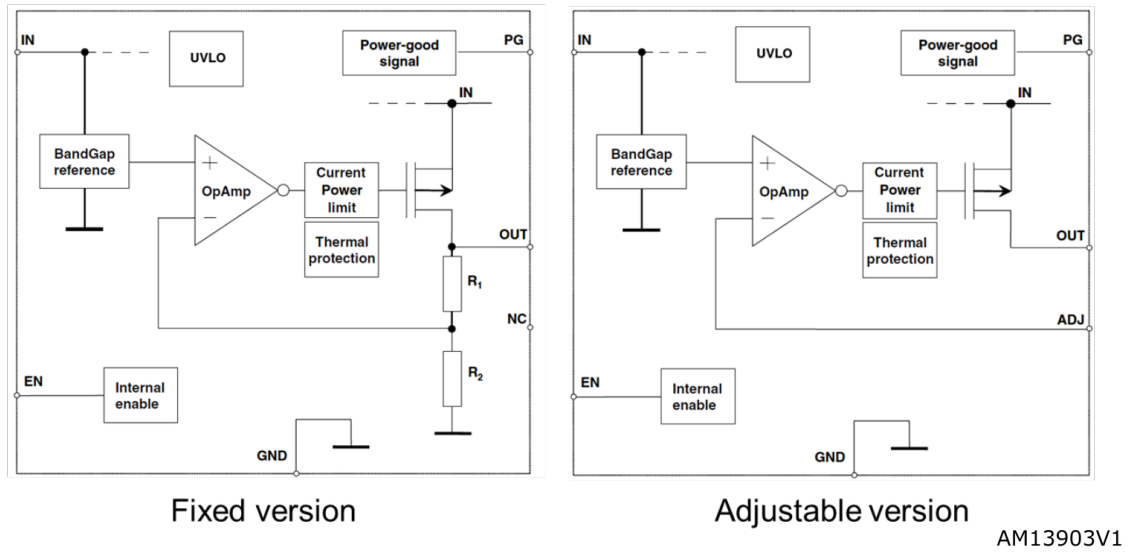 IN
UVLO
Power-good
signal
PG
IN
BandGap
reference
+
OpAmp
−
Current
Power
limit
Thermal
protection
OUT
R1
NC
R2
EN
Internal
enable
GND
Fixed version
IN
UVLO
Power-good
signal
PG
IN
BandGap
reference
+
OpAmp
−
Current
Power
limit
Thermal
protection
OUT
ADJ
EN
Internal
enable
GND
Adjustable version
AM13903V1